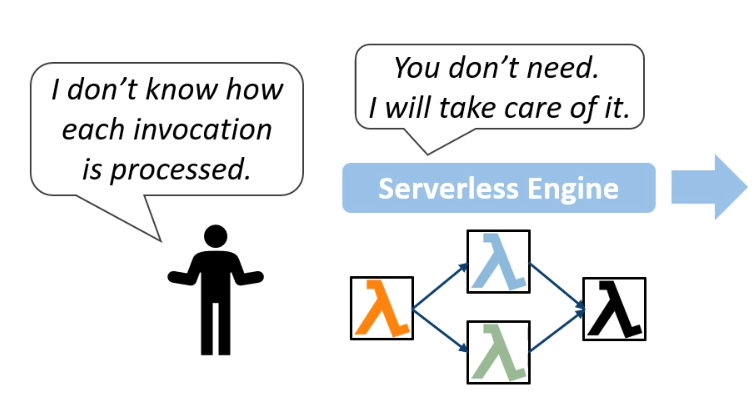 I don’t know how
each invocation
is processed.
You don’t need.
I will take care of it.
Serverless Engine
λ
λ
λ
λ